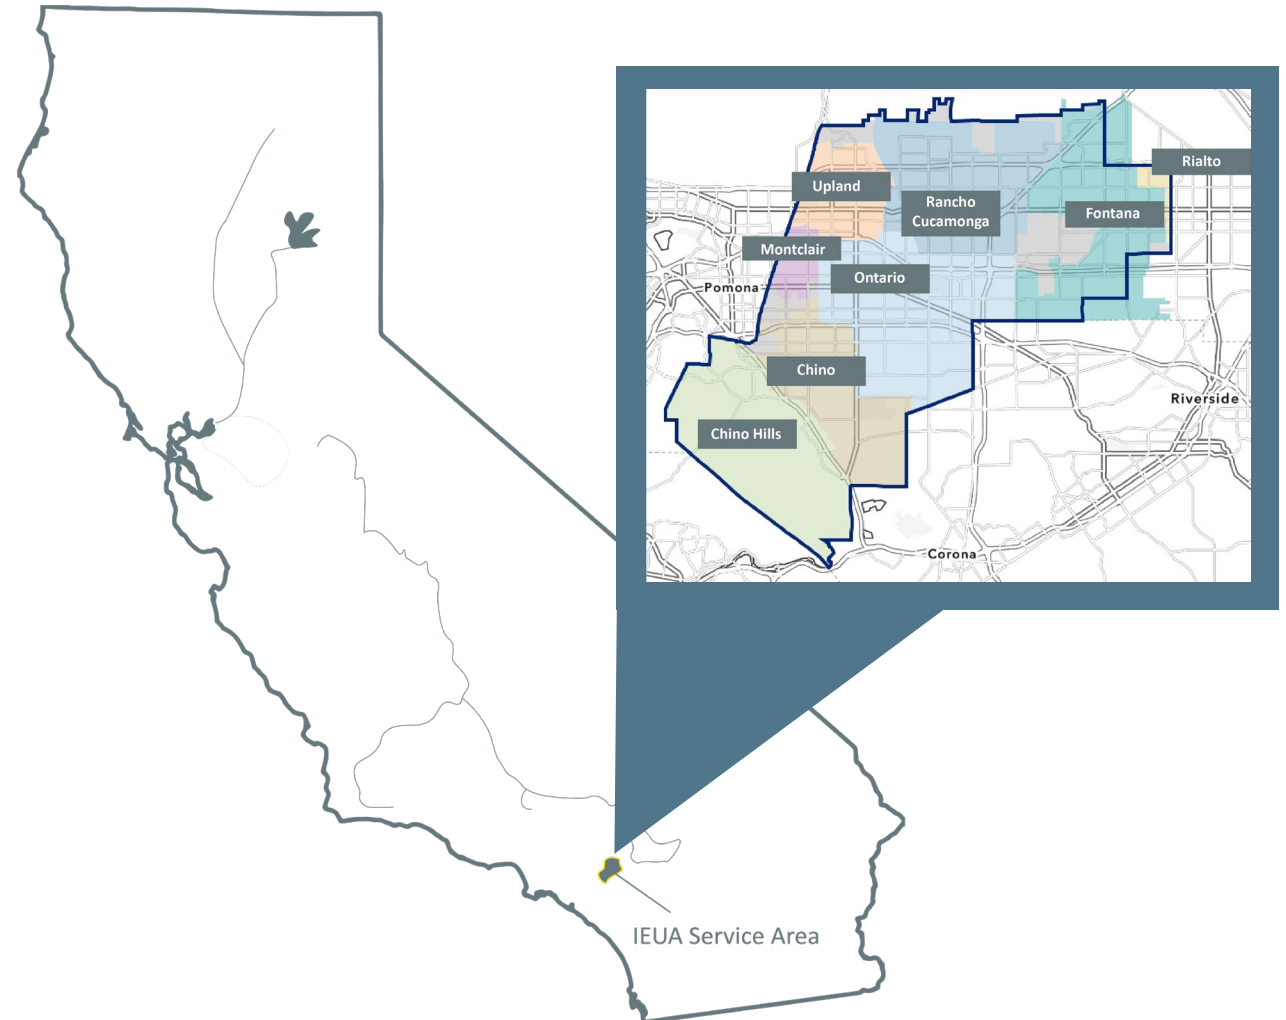 Rialto
Upland
Rancho
Cucamonga
Fontana
Montclair
Ontario
Pomona
Chino
Riverside
Chino Hills
Corona
IEUA Service Area